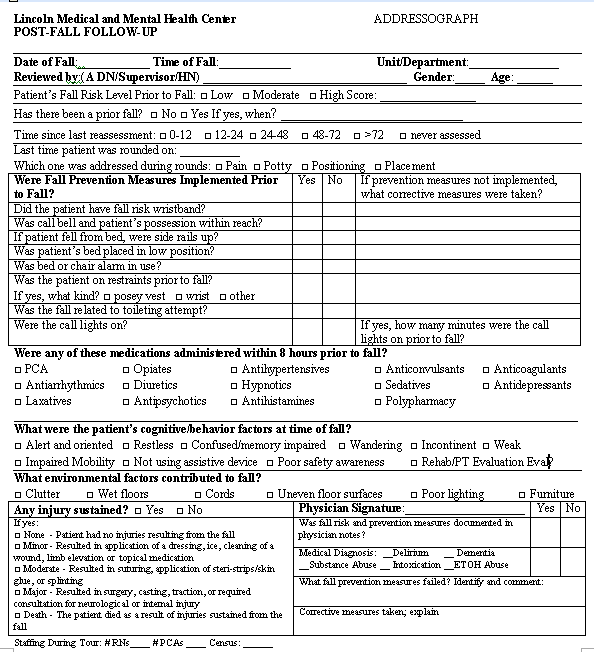 Lincoln Medical and Mental Health Center ADDRESSOGRAPH
POST-FALL FOLLOW-UP
Date of Fall:__________ Time of Fall:____________ Unit/Department:____________________
Reviewed by:( A DN/Supervisor/HN) ___________________________________ Gender:_____ Age: ______
Patient's Fall Risk Level Prior to Fall: □ Low □ Moderate □ High Score: ________________
Has there been a prior fall? □ No □ Yes If yes, when? ______________________________
Time since last reassessment: □ 0-12 □ 12-24 □ 24-48 □ 48-72 □ >72 □ never assessed
Last time patient was rounded on: ___________
Which one was addressed during rounds: □ Pain □ Potty □ Positioning □ Placement
Were Fall Prevention Measures Implemented Prior Yes No If prevention measures not implemented,
to Fall? what corrective measures were taken?
Did the patient have fall risk wristband?
Was call bell and patient's possession within reach?
If patient fell from bed, were side rails up?
Was patient's bed placed in low position?
Was bed or chair alarm in use?
Was the patient on restraints prior to fall?
If yes, what kind? □ posey vest □ wrist □ other
Was the fall related to toileting attempt?
Were the call lights on? If yes, how many minutes were the call
lights on prior to fall?
Were any of these medications administered within 8 hours prior to fall?
□ PCA □ Opiates □ Antihypertensives □ Anticonvulsants □ Anticoagulants
□ Antiarrhythmics □ Diuretics □ Hypnotics □ Sedatives □ Antidepressants
□ Laxatives □ Antipsychotics □ Antihistamines □ Polypharmacy
What were the patient's cognitive/behavior factors at time of fall?
□ Alert and oriented □ Restless □ Confused/memory impaired □ Wandering □ Incontinent □ Weak
□ Impaired Mobility □ Not using assistive device □ Poor safety awareness □ Rehab/PT Evaluation Eval?
What environmental factors contributed to fall?
□ Clutter □ Wet floors □ Cords □ Uneven floor surfaces □ Poor lighting □ Furniture
Any injury sustained? □ Yes □ No
If yes:
□ None - Patient had no injuries resulting from the fall
□ Minor - Resulted in application of a dressing, ice, cleaning of a
wound, limb elevation or topical medication
□ Moderate - Resulted in suturing, application of steri-strips/skin
glue, or splinting
□ Major - Resulted in surgery, casting, traction, or required
consultation for neurological or internal injury
□ Death - The patient died as a result of injuries sustained from the
fall
Physician Signature:____________________ Yes No
Was fall risk and prevention measures documented in
physician notes?
Medical Diagnosis: __Delirium __ Dementia
__Substance Abuse __ Intoxication __ETOH Abuse
What fall prevention measures failed? Identify and comment:
Corrective measures taken; explain
Staffing During Tour: # RNs____ # PCAs ____ Census: ______